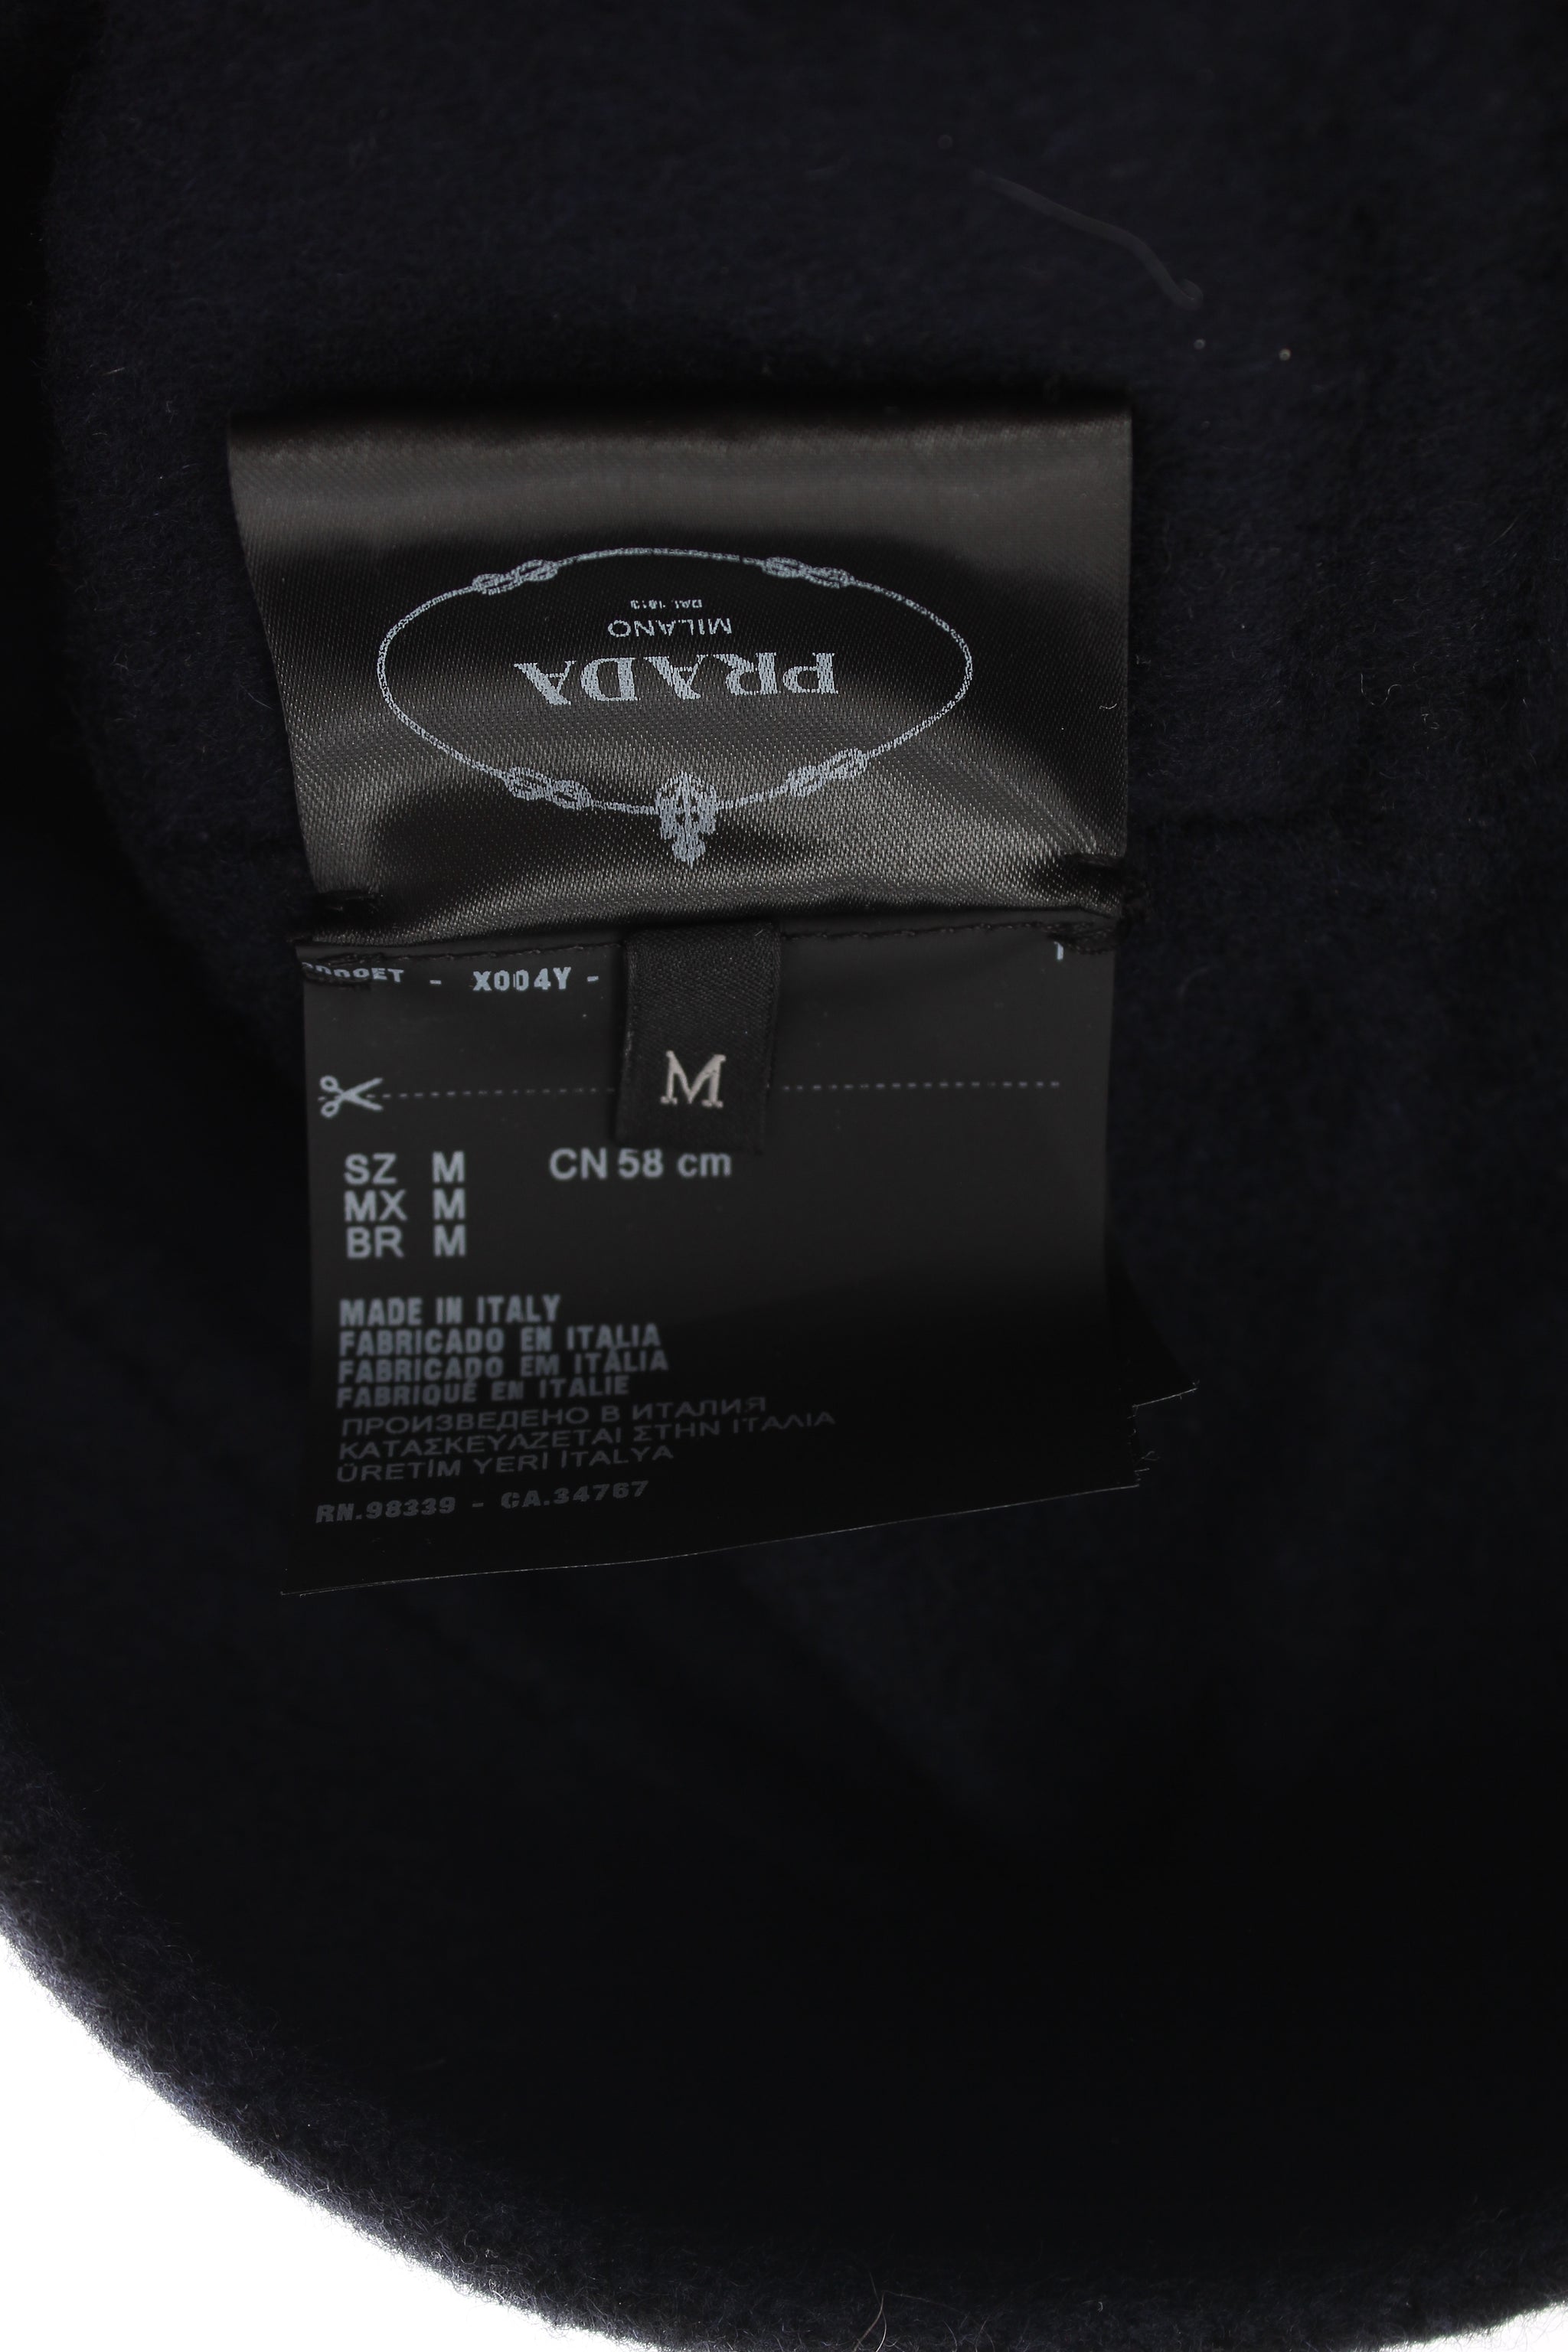 PRADA
MILANO
DAL 1913
X004Y -
M
SZ M CN 58 cm
MX M
BR M
MADE IN ITALY
FABRICADO EN ITALIA
FABRICADO EM ITÁLIA
FABRIQUÉ EN ITALIE
ПРОИЗВЕДЕНО В ИТАЛИЯ
ΚΑΤΑΣΚΕΥΑΖΕΤΑΙ ΣΤΗΝ ΙΤΑΛΙΑ
ÜRETİM YERİ İTALYA
RN.98339 - CA.34767